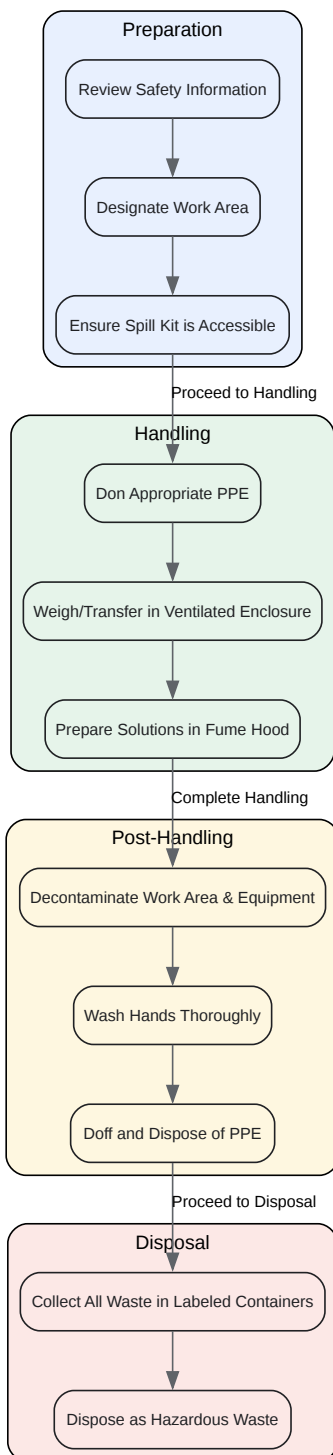 Preparation
Review Safety Information
Designate Work Area
Ensure Spill Kit is Accessible
Proceed to Handling
Handling
Don Appropriate PPE
Weigh/Transfer in Ventilated Enclosure
Prepare Solutions in Fume Hood
Complete Handling
Post-Handling
Decontaminate Work Area & Equipment
Wash Hands Thoroughly
Doff and Dispose of PPE
Proceed to Disposal
Disposal
Collect All Waste in Labeled Containers
Dispose as Hazardous Waste